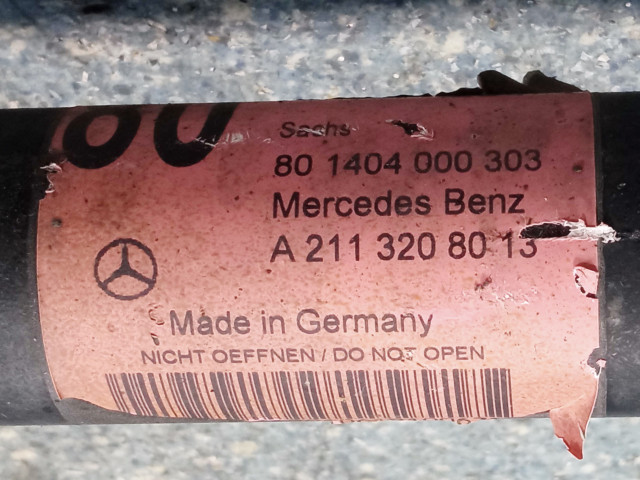 80
Sachs
80 1404 000 303
Mercedes Benz
A 211 320 80 13
Made in Germany
NICHT OEFFNEN / DO NOT OPEN